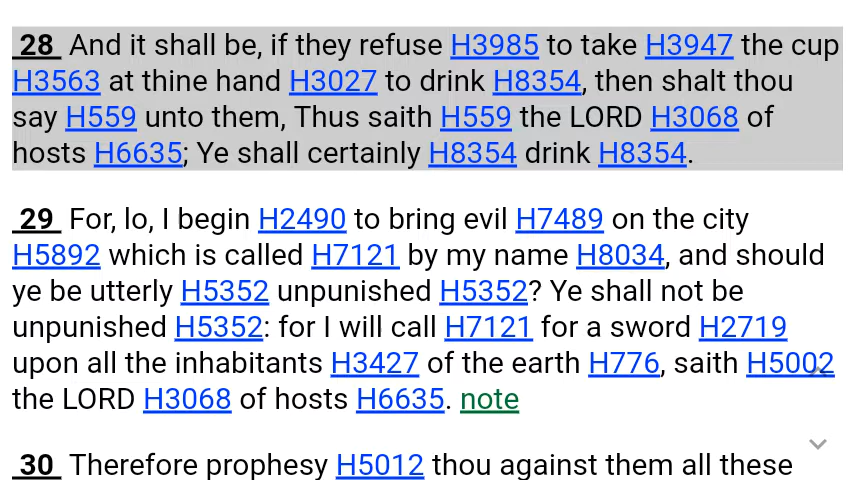 28 And it shall be, if they refuse H3985 to take H3947 the cup
H3563 at thine hand H3027 to drink H8354, then shalt thou
say H559 unto them, Thus saith H559 the LORD H3068 of
hosts H6635; Ye shall certainly H8354 drink H8354.
29 For, lo, I begin H2490 to bring evil H7489 on the city
H5892 which is called H7121 by my name H8034, and should
ye be utterly H5352 unpunished H5352? Ye shall not be
unpunished H5352: for I will call H7121 for a sword H2719
upon all the inhabitants H3427 of the earth H776, saith H5002
the LORD H3068 of hosts H6635. note
30 Therefore prophesy H5012 thou against them all these